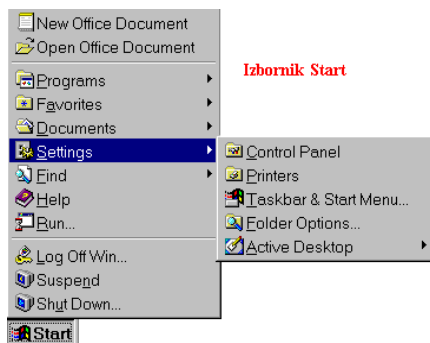 New Office Document
Open Office Document
Izbornik Start
Programs
Favorites
Documents
Settings
Find
Help
Run...
Log Off Win...
Suspend
Shut Down...
Start
Control Panel
Printers
Taskbar & Start Menu...
Folder Options...
Active Desktop